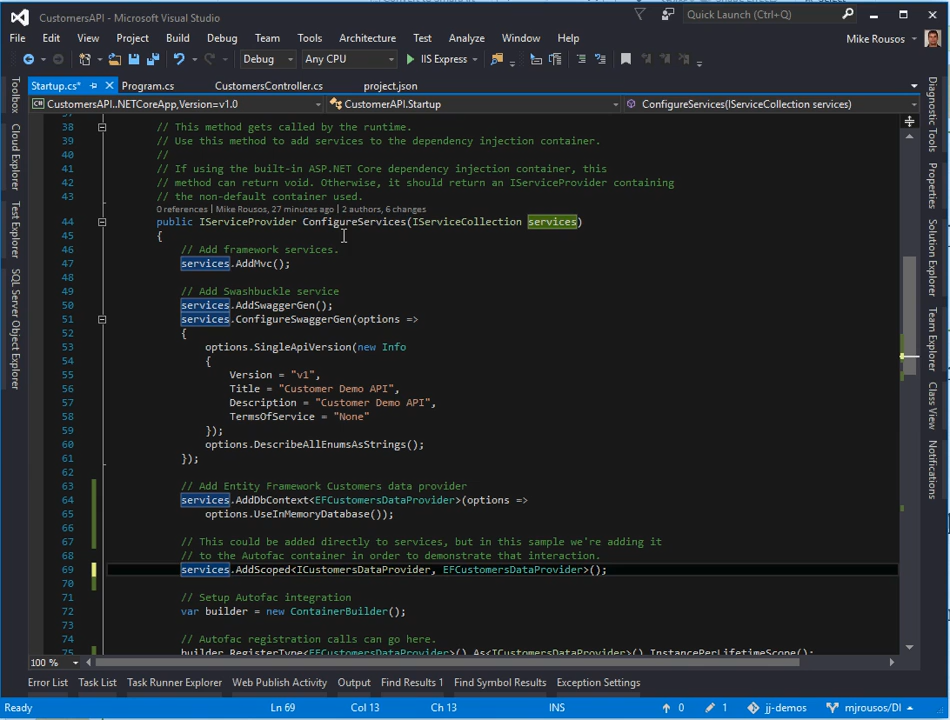 CustomersAPI - Microsoft Visual Studio
Quick Launch (Ctrl+Q)
File Edit View Project Build Debug Team Tools Architecture Test Analyze Window Help
Mike Rousos
Debug Any CPU IIS Express
Startup.cs* Program.cs CustomersController.cs project.json
CustomersAPI..NETCoreApp,Version=v1.0 CustomerAPI.Startup ConfigureServices(IServiceCollection services)
Toolbox
Cloud Explorer
Test Explorer
SQL Server Object Explorer
38 // This method gets called by the runtime.
39 // Use this method to add services to the dependency injection container.
40 //
41 // If using the built-in ASP.NET Core dependency injection container, this
42 // method can return void. Otherwise, it should return an IServiceProvider containing
43 // the non-default container used.
0 references | Mike Rousos, 27 minutes ago | 2 authors, 6 changes
44 public IServiceProvider ConfigureServices(IServiceCollection services)
45 {
46 // Add framework services.
47 services.AddMvc();
48
49 // Add Swashbuckle service
50 services.AddSwaggerGen();
51 services.ConfigureSwaggerGen(options =>
52 {
53 options.SingleApiVersion(new Info
54 {
55 Version = "v1",
56 Title = "Customer Demo API",
57 Description = "Customer Demo API",
58 TermsOfService = "None"
59 });
60 options.DescribeAllEnumsAsStrings();
61 });
62
63 // Add Entity Framework Customers data provider
64 services.AddDbContext<EFCustomersDataProvider>(options =>
65 options.UseInMemoryDatabase());
66
67 // This could be added directly to services, but in this sample we're adding it
68 // to the Autofac container in order to demonstrate that interaction.
69 services.AddScoped<ICustomersDataProvider, EFCustomersDataProvider>();
70
71 // Setup Autofac integration
72 var builder = new ContainerBuilder();
73
74 // Autofac registration calls can go here.
75 builder.RegisterType<EFCustomersDataProvider>().As<ICustomersDataProvider>().InstancePerLifetimeScope();
Diagnostic Tools
Properties
Solution Explorer
Team Explorer
Class View
Notifications
100 %
Error List Task List Task Runner Explorer Web Publish Activity Output Find Results 1 Find Symbol Results Exception Settings
Ready Ln 69 Col 13 Ch 13 INS 0 1 jj-demos mjrousos/DI